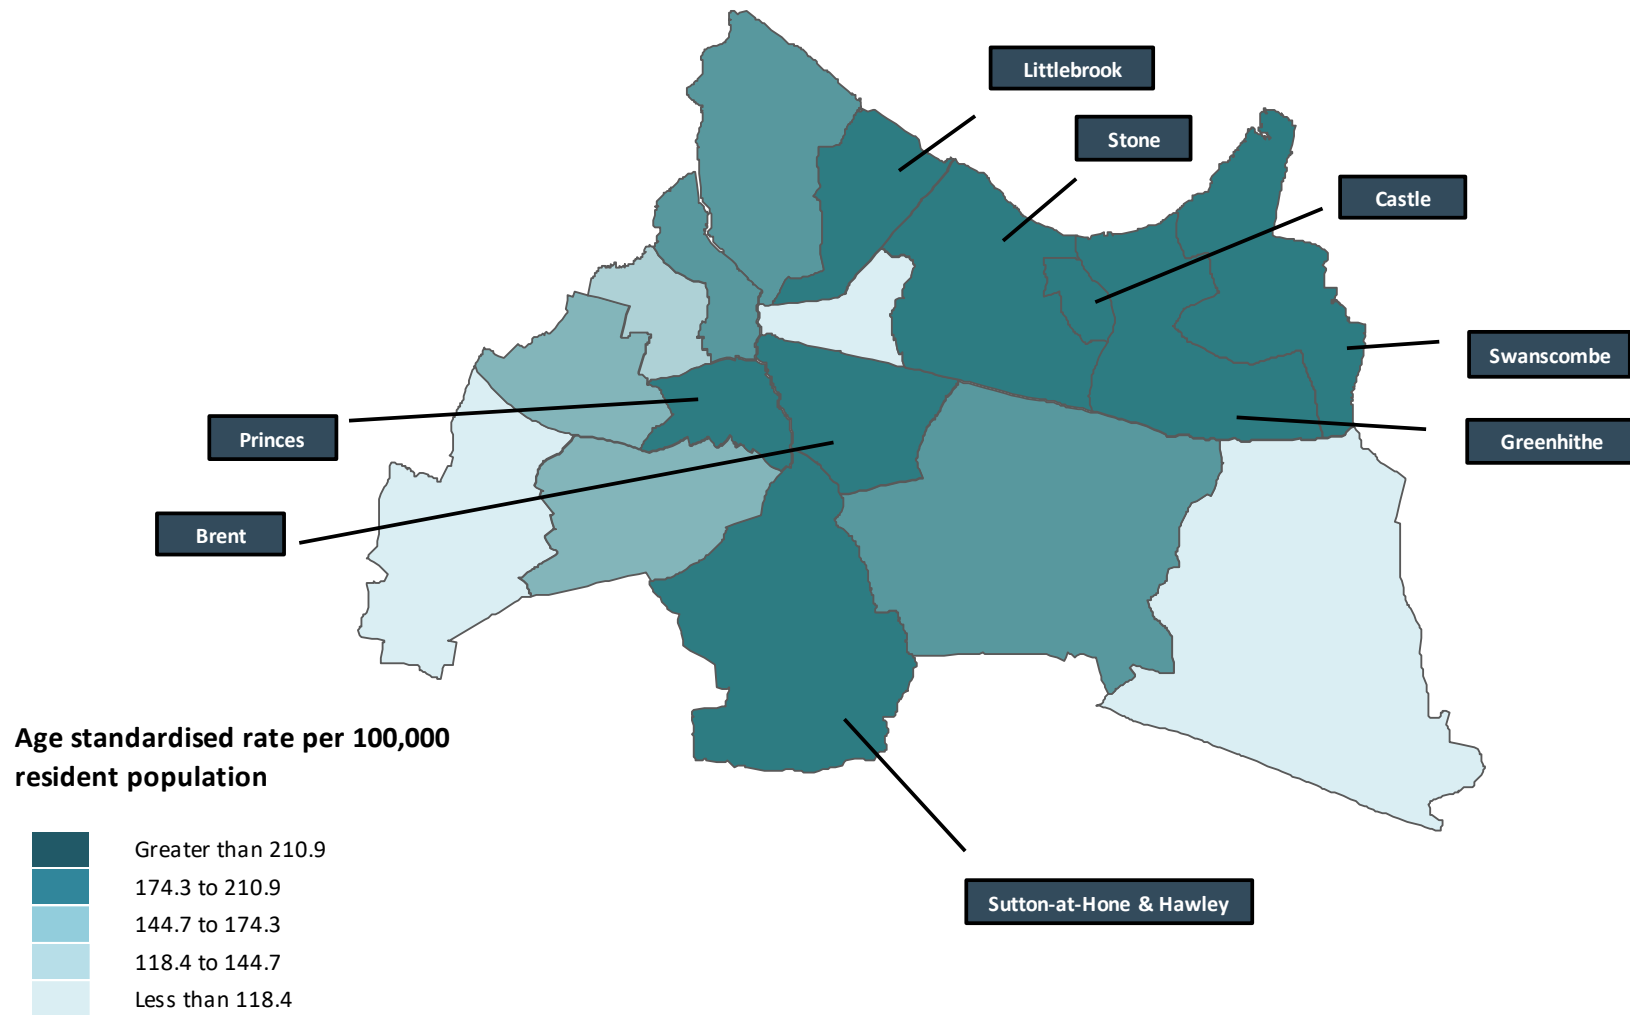 Littlebrook
Stone
Castle
Swanscombe
Princes
Greenhithe
Brent
Age standardised rate per 100,000
resident population
Greater than 210.9
174.3 to 210.9
144.7 to 174.3
118.4 to 144.7
Less than 118.4
Sutton-at-Hone & Hawley